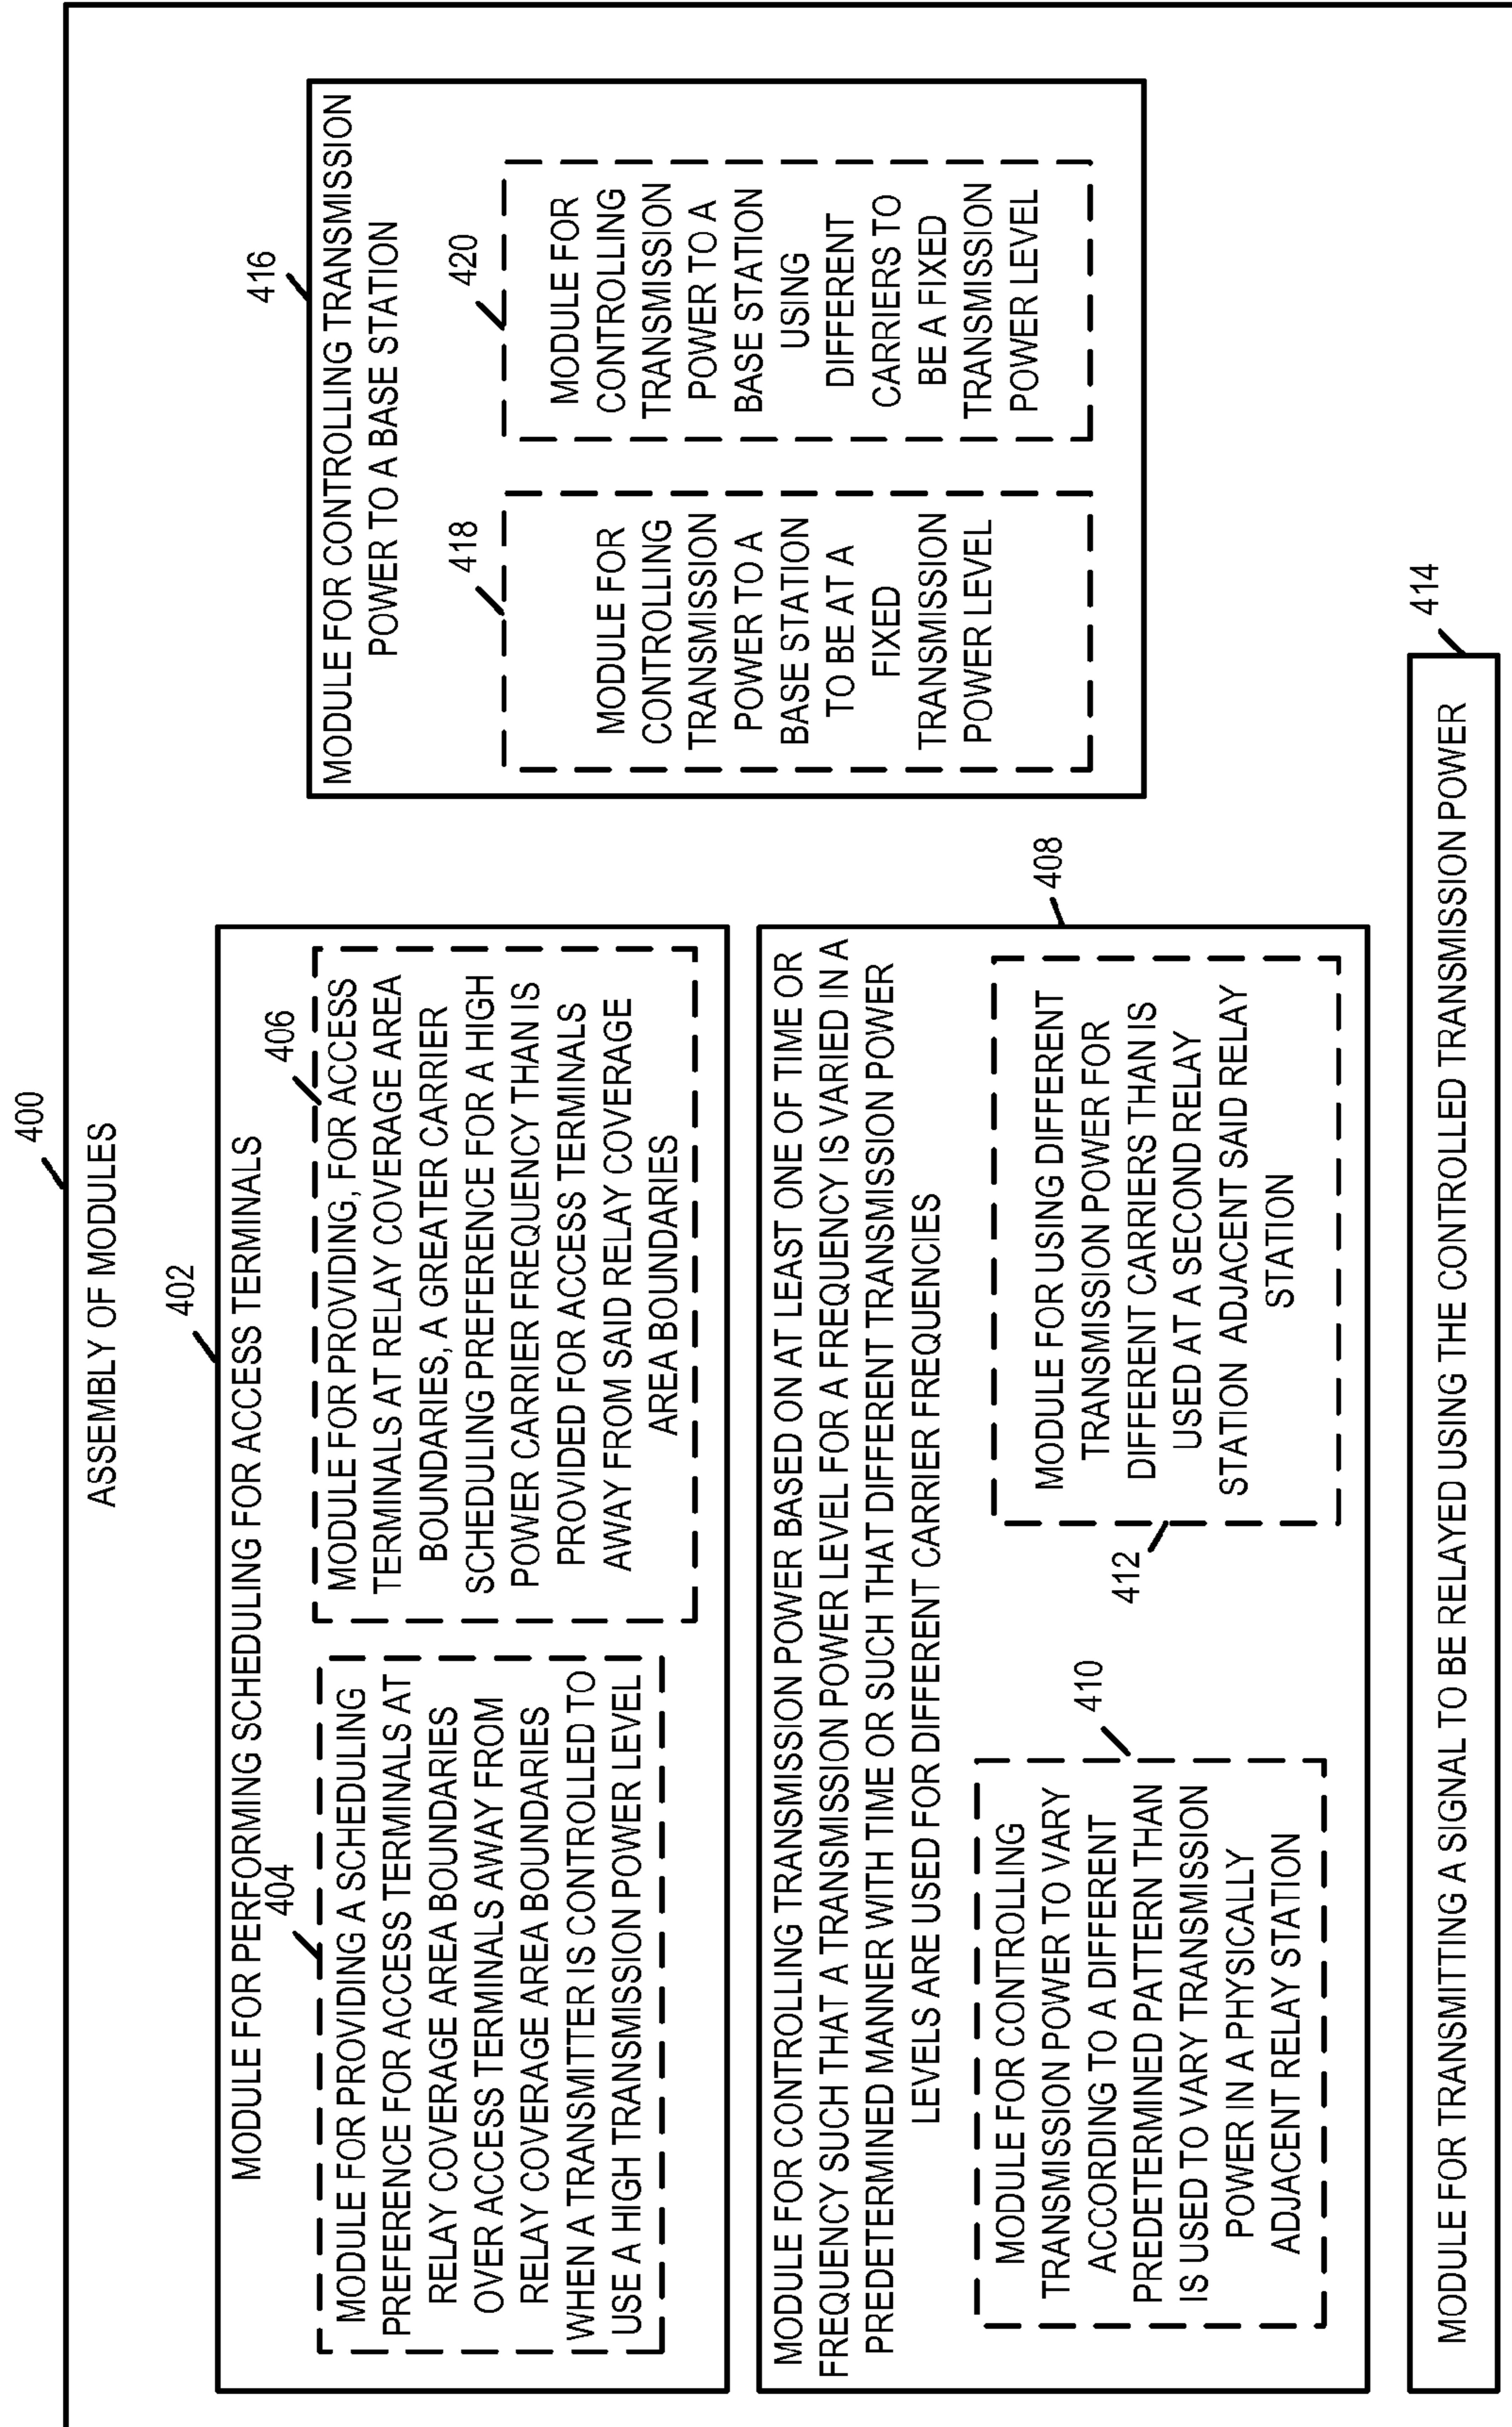 400
ASSEMBLY OF MODULES
402
MODULE FOR PERFORMING SCHEDULING FOR ACCESS TERMINALS
404
MODULE FOR PROVIDING A SCHEDULING
PREFERENCE FOR ACCESS TERMINALS AT
RELAY COVERAGE AREA BOUNDARIES
OVER ACCESS TERMINALS AWAY FROM
RELAY COVERAGE AREA BOUNDARIES
WHEN A TRANSMITTER IS CONTROLLED TO
USE A HIGH TRANSMISSION POWER LEVEL
406
MODULE FOR PROVIDING, FOR ACCESS
TERMINALS AT RELAY COVERAGE AREA
BOUNDARIES, A GREATER CARRIER
SCHEDULING PREFERENCE FOR A HIGH
POWER CARRIER FREQUENCY THAN IS
PROVIDED FOR ACCESS TERMINALS
AWAY FROM SAID RELAY COVERAGE
AREA BOUNDARIES
408
MODULE FOR CONTROLLING TRANSMISSION POWER BASED ON AT LEAST ONE OF TIME OR
FREQUENCY SUCH THAT A TRANSMISSION POWER LEVEL FOR A FREQUENCY IS VARIED IN A
PREDETERMINED MANNER WITH TIME OR SUCH THAT DIFFERENT TRANSMISSION POWER
LEVELS ARE USED FOR DIFFERENT CARRIER FREQUENCIES
410
MODULE FOR CONTROLLING
TRANSMISSION POWER TO VARY
ACCORDING TO A DIFFERENT
PREDETERMINED PATTERN THAN
IS USED TO VARY TRANSMISSION
POWER IN A PHYSICALLY
ADJACENT RELAY STATION
412
MODULE FOR USING DIFFERENT
TRANSMISSION POWER FOR
DIFFERENT CARRIERS THAN IS
USED AT A SECOND RELAY
STATION ADJACENT SAID RELAY
STATION
414
MODULE FOR TRANSMITTING A SIGNAL TO BE RELAYED USING THE CONTROLLED TRANSMISSION POWER
416
MODULE FOR CONTROLLING TRANSMISSION
POWER TO A BASE STATION
418
MODULE FOR
CONTROLLING
TRANSMISSION
POWER TO A
BASE STATION
TO BE AT A
FIXED
TRANSMISSION
POWER LEVEL
420
MODULE FOR
CONTROLLING
TRANSMISSION
POWER TO A
BASE STATION
USING
DIFFERENT
CARRIERS TO
BE A FIXED
TRANSMISSION
POWER LEVEL